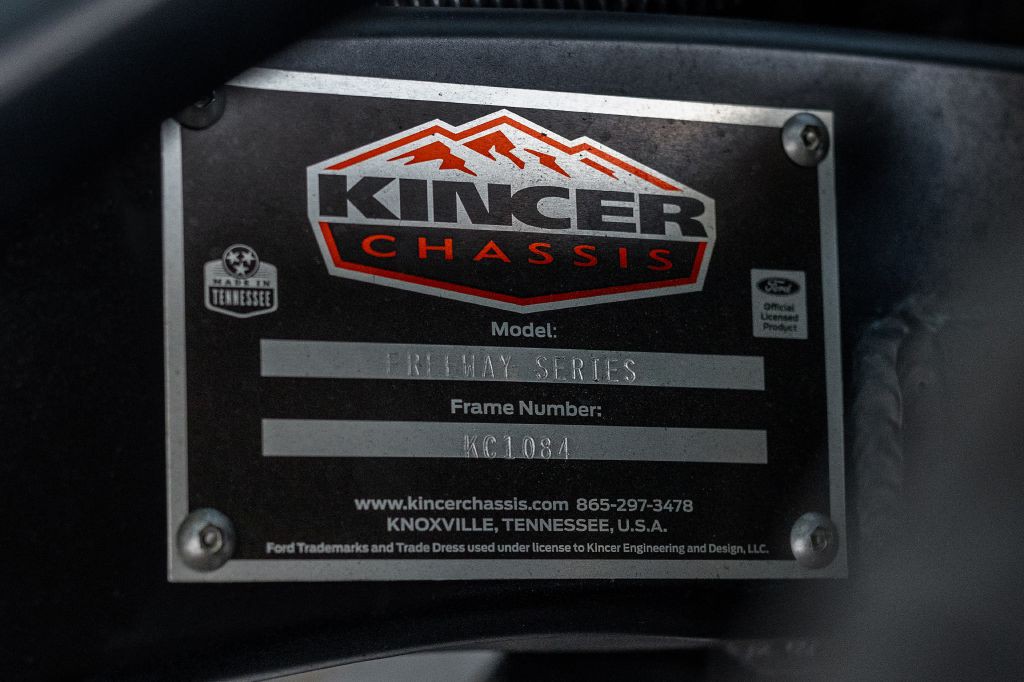 KINCER
CHASSIS
MADE IN
TENNESSEE
Ford
Official
Licensed
Product
Model:
FREEWAY SERIES
Frame Number:
KC1084
www.kincerchassis.com 865-297-3478
KNOXVILLE, TENNESSEE, U.S.A.
Ford Trademarks and Trade Dress used under license to Kincer Engineering and Design, LLC.